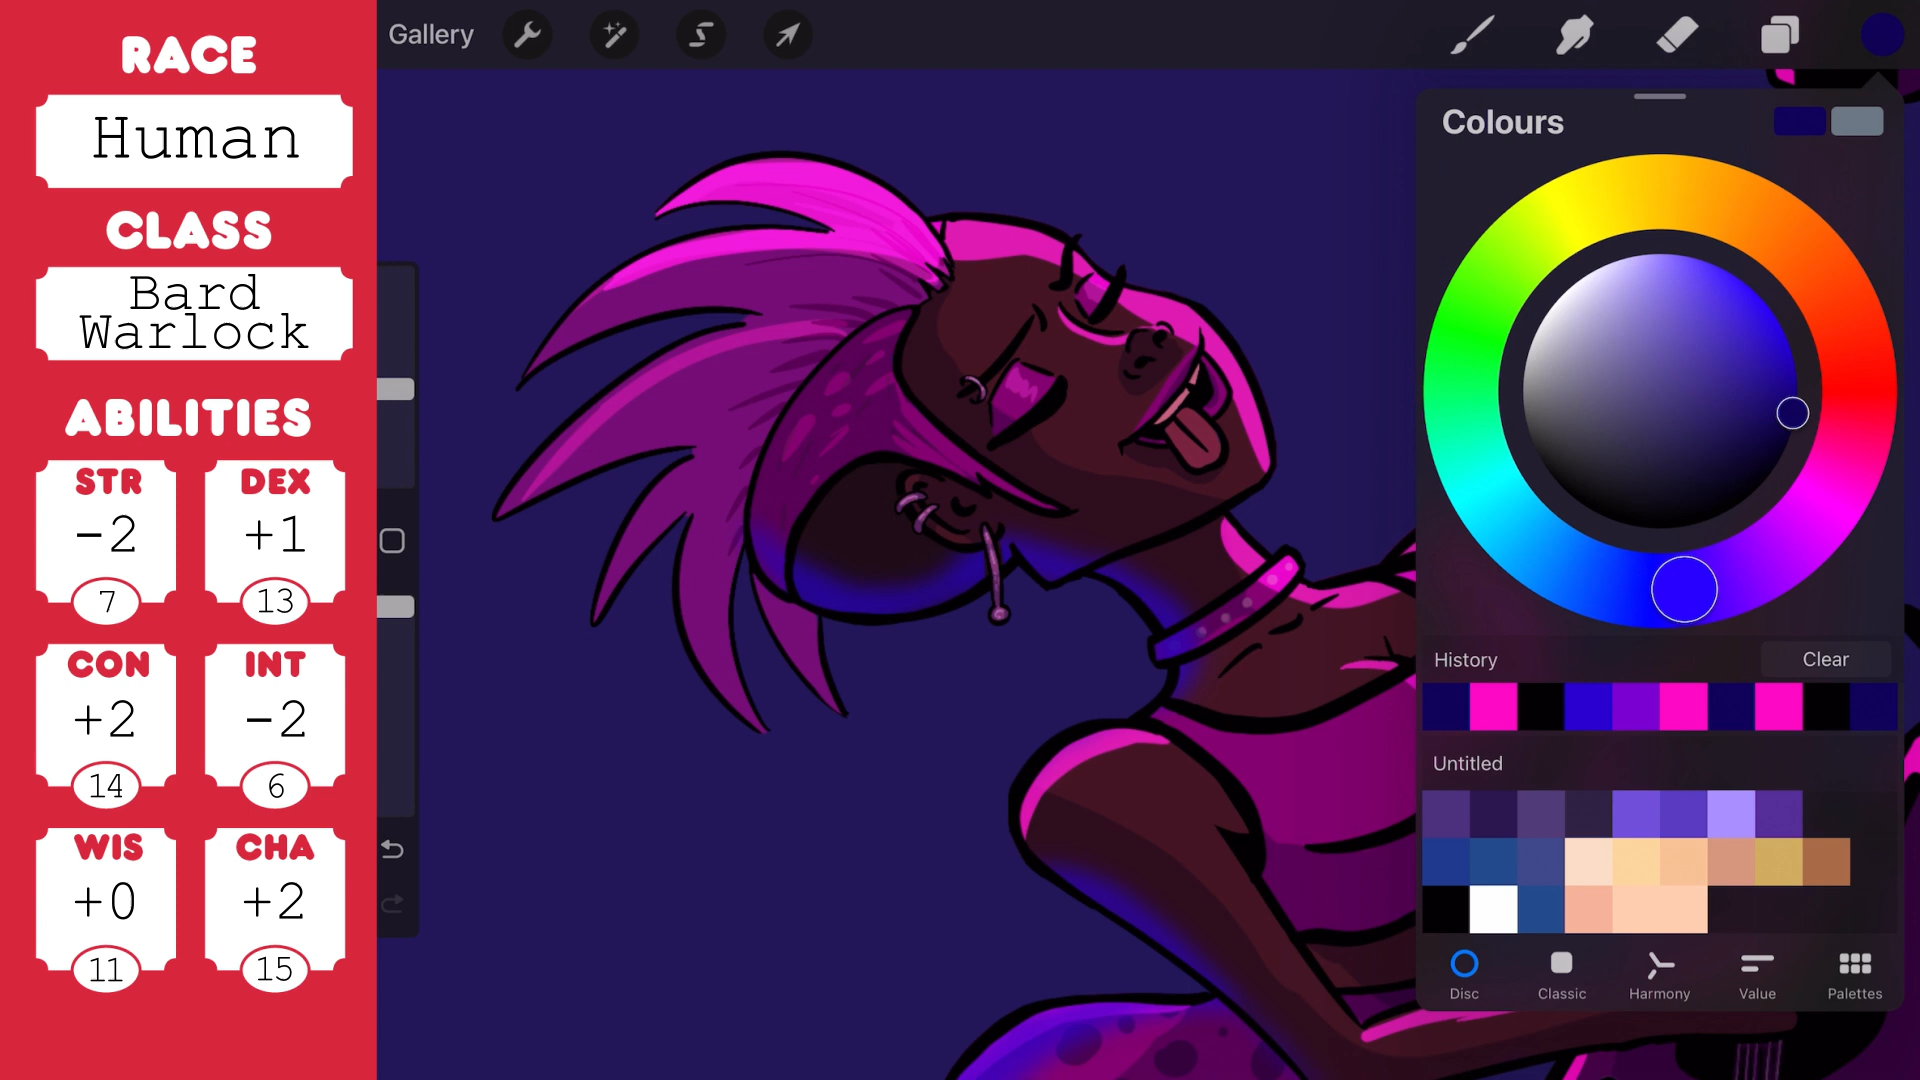 RACE
Human
CLASS
Bard
Warlock
ABILITIES
STR
-2
7
DEX
+1
13
CON
+2
14
INT
-2
6
WIS
+0
11
CHA
+2
15
Gallery
Colours
History
Clear
Untitled
Disc
Classic
Harmony
Value
Palettes